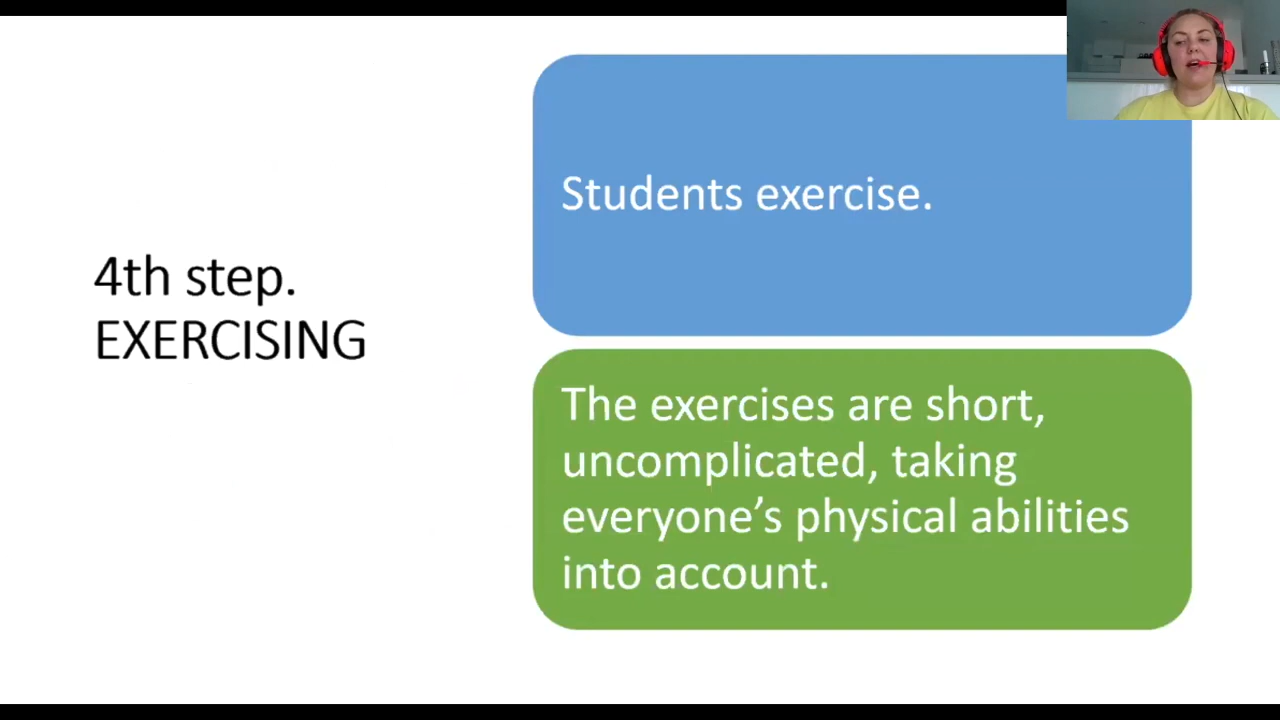 4th step.
EXERCISING
Students exercise.
The exercises are short,
uncomplicated, taking
everyone’s physical abilities
into account.